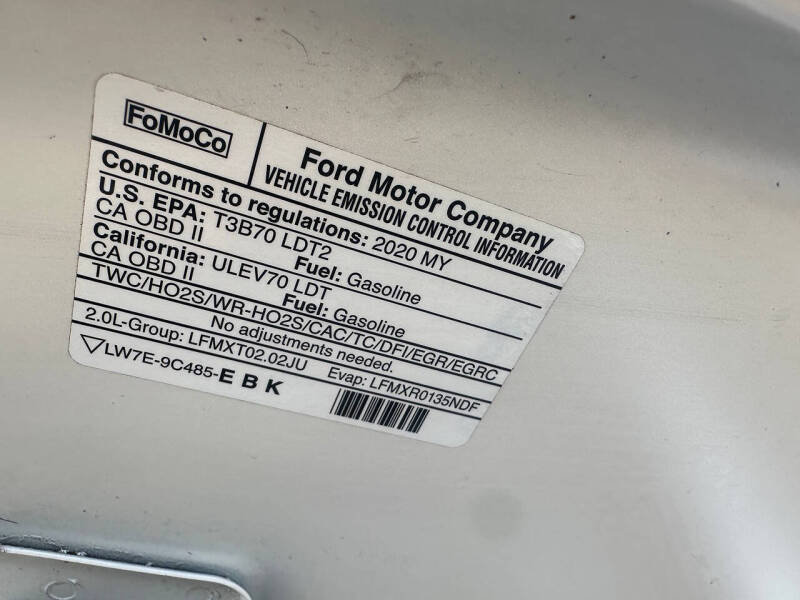 FoMoCo
Ford Motor Company
VEHICLE EMISSION CONTROL INFORMATION
Conforms to regulations: 2020 MY
U.S. EPA: T3B70 LDT2
CA OBD II Fuel: Gasoline
California: ULEV70 LDT
CA OBD II Fuel: Gasoline
TWC/HO2S/WR-HO2S/CAC/TC/DFI/EGR/EGRC
No adjustments needed.
2.0L-Group: LFMXT02.02JU Evap: LFMXR0135NDF
LW7E-9C485-E B K